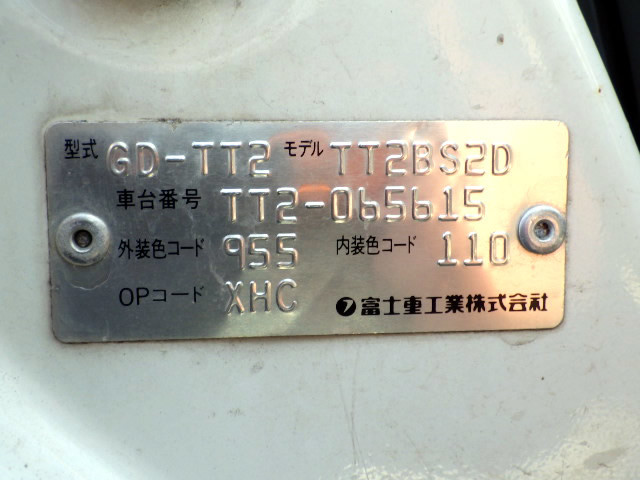 型式 GD-TT2 モデル TT2BS2D
車台番号 TT2-065615
外装色コード 955 内装色コード 110
OPコード XHC 富士重工業株式会社